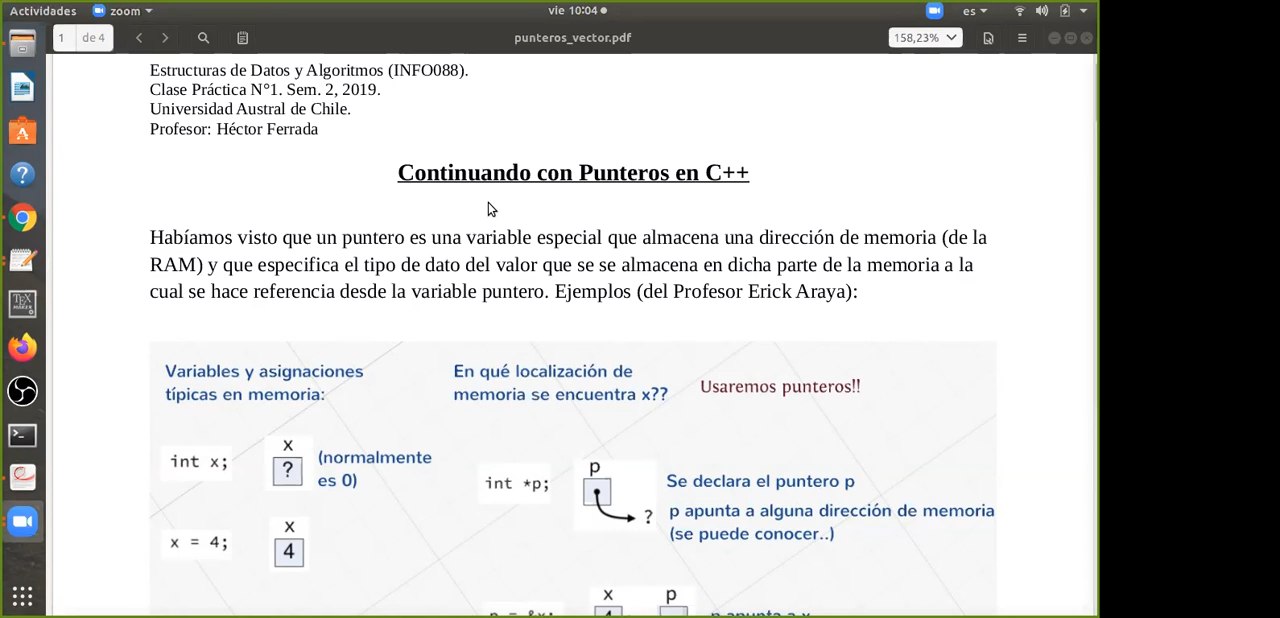 Actividades
zoom
vie 10:04
es
1
de 4
punteros_vector.pdf
158,23%
Estructuras de Datos y Algoritmos (INFO088).
Clase Práctica N°1. Sem. 2, 2019.
Universidad Austral de Chile.
Profesor: Héctor Ferrada
Continuando con Punteros en C++
Habíamos visto que un puntero es una variable especial que almacena una dirección de memoria (de la
RAM) y que especifica el tipo de dato del valor que se se almacena en dicha parte de la memoria a la
cual se hace referencia desde la variable puntero. Ejemplos (del Profesor Erick Araya):
Variables y asignaciones
típicas en memoria:
En qué localización de
memoria se encuentra x??
Usaremos punteros!!
int x;
x
?
(normalmente
es 0)
int *p;
p
?
Se declara el puntero p
p apunta a alguna dirección de memoria
(se puede conocer..)
x = 4;
x
4
x
p
p = &x;
4
p apunta a x